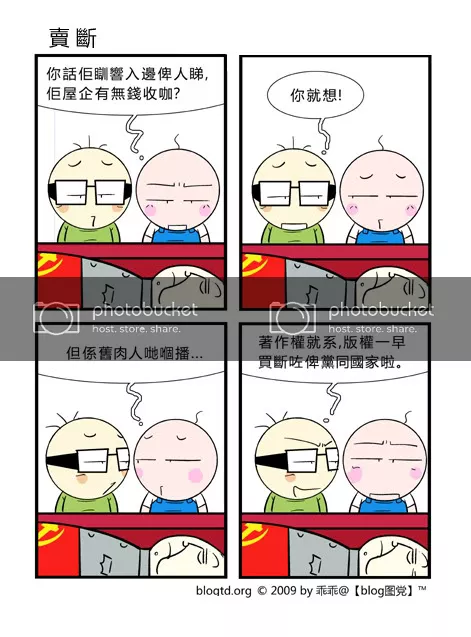 賣斷
你話佢瞓響入邊俾人睇,
佢屋企有無錢收咖?
你就想!
photobucket
host. store. share.
photobucket
host. store. share.
但係舊肉人哋嗰播...
著作權就系,版權一早
買斷咗俾黨同國家啦。
blogtd.org © 2009 by 乖乖@【blog图党】™